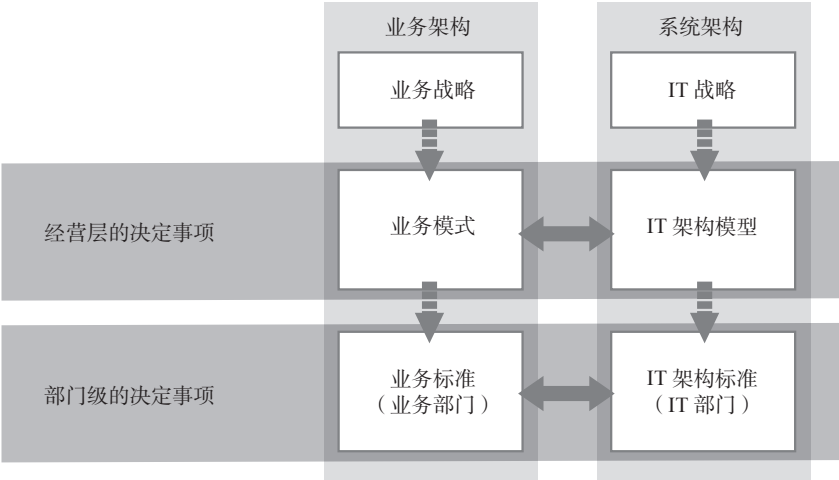 业务架构
系统架构
业务战略
IT 战略
经营层的决定事项
业务模式
IT 架构模型
部门级的决定事项
业务标准
（业务部门）
IT 架构标准
（IT 部门）